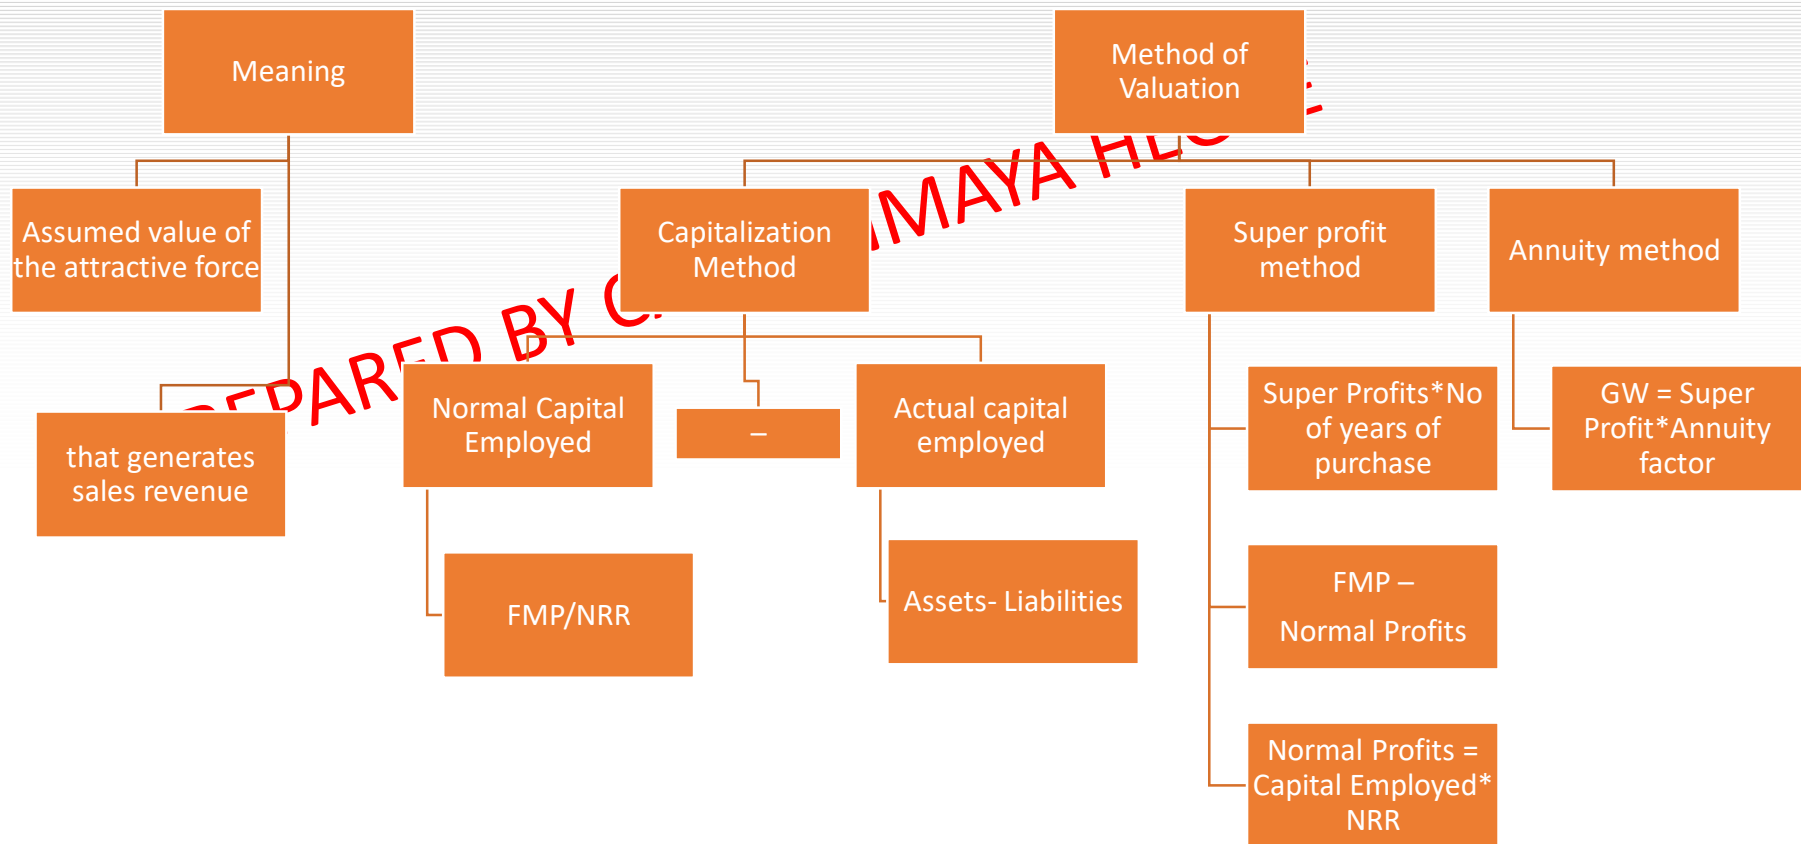 Meaning
Assumed value of
the attractive force
that generates
sales revenue
Method of
Valuation
Capitalization
Method
Normal Capital
Employed
FMP/NRR
–
Actual capital
employed
Assets- Liabilities
Super profit
method
Super Profits*No
of years of
purchase
FMP –
Normal Profits
Normal Profits =
Capital Employed*
NRR
Annuity method
GW = Super
Profit*Annuity
factor
BY